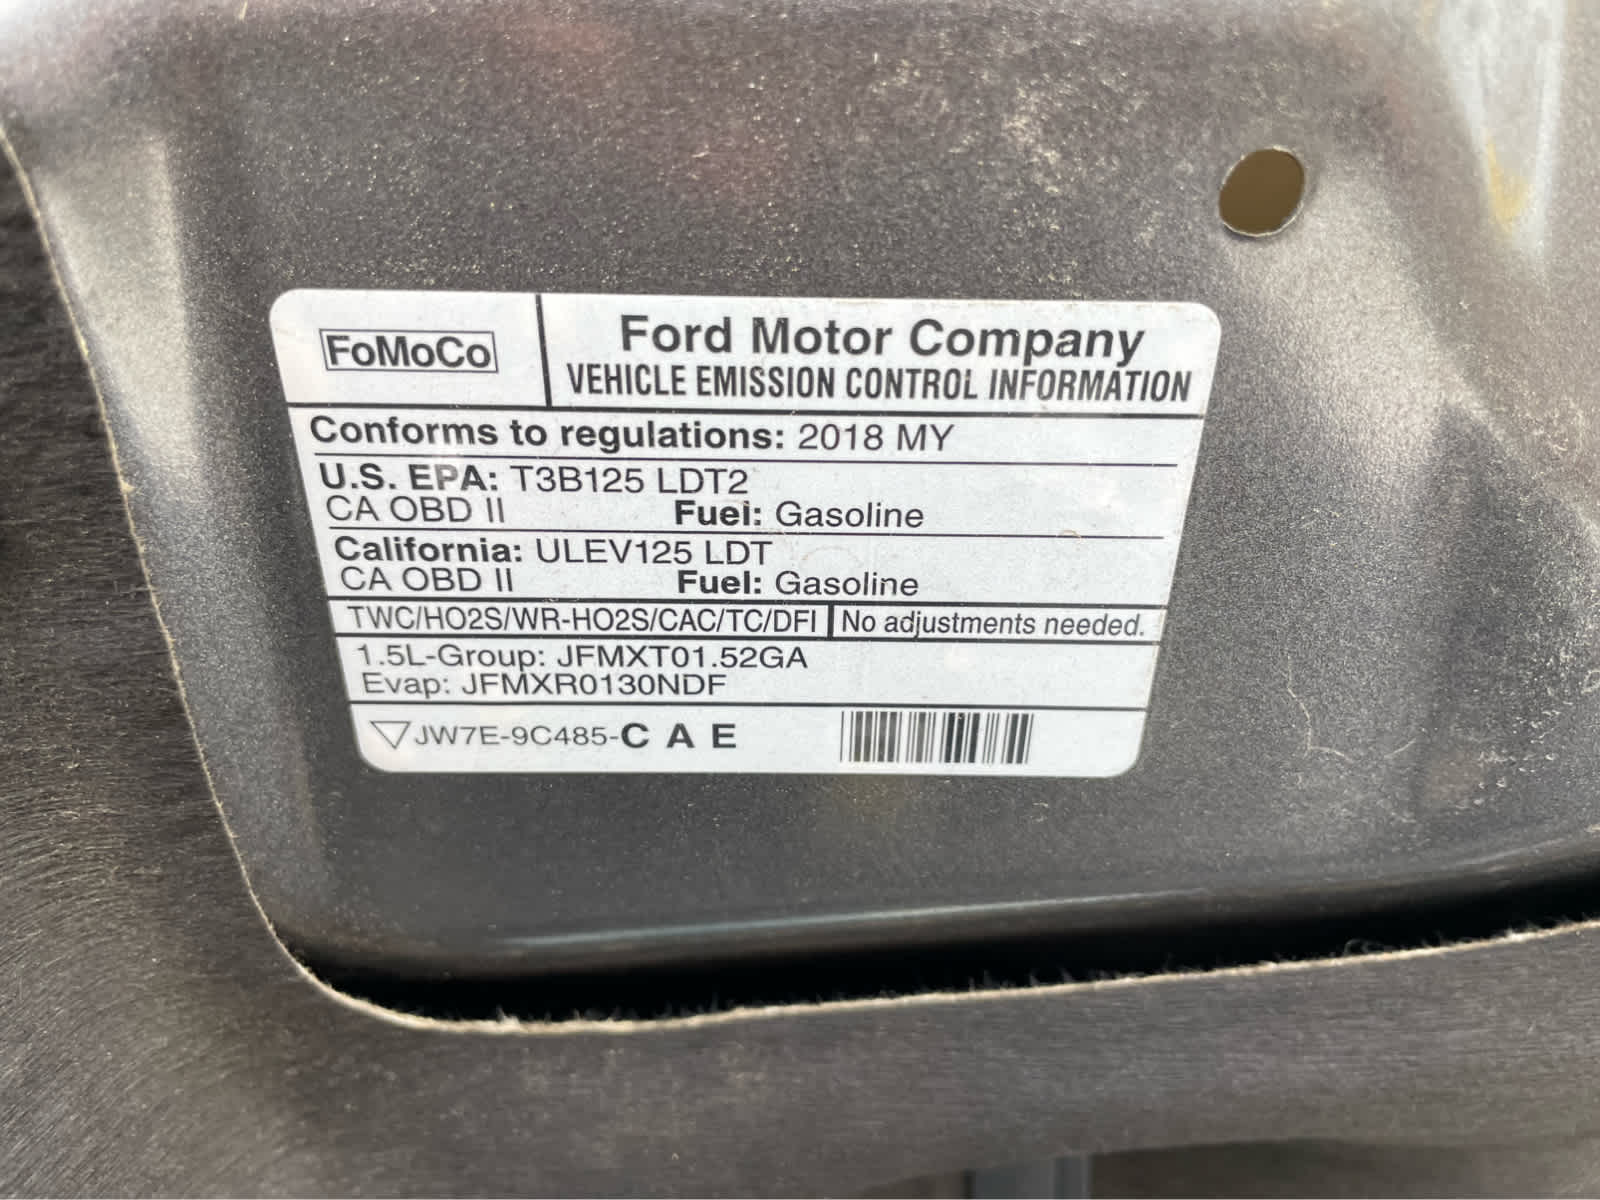 FoMoCo
Ford Motor Company
VEHICLE EMISSION CONTROL INFORMATION
Conforms to regulations: 2018 MY
U.S. EPA: T3B125 LDT2
CA OBD II Fuel: Gasoline
California: ULEV125 LDT
CA OBD II Fuel: Gasoline
TWC/HO2S/WR-HO2S/CAC/TC/DFI No adjustments needed.
1.5L-Group: JFMXT01.52GA
Evap: JFMXR0130NDF
JW7E-9C485-C A E